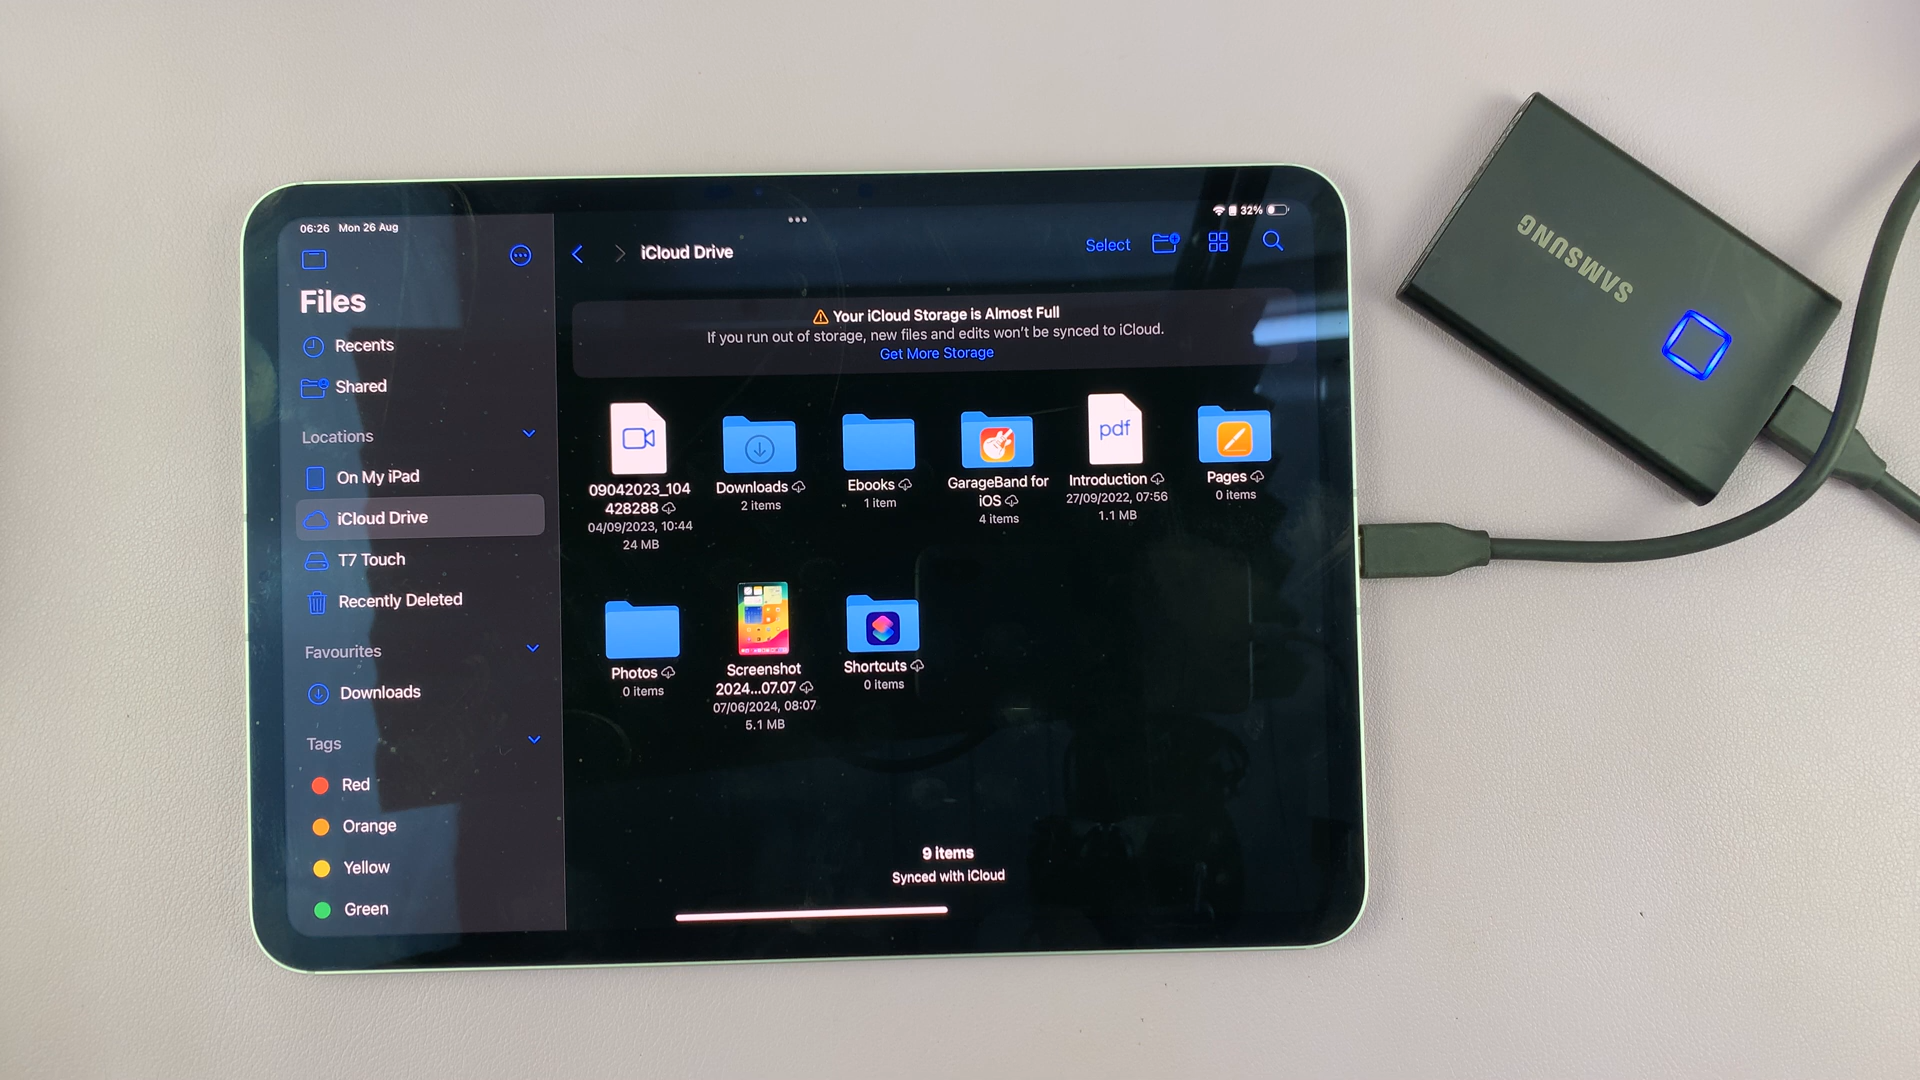 06:26 Mon 26 Aug
32%
Files
Recents
Shared
Locations
On My iPad
iCloud Drive
T7 Touch
Recently Deleted
Favourites
Downloads
Tags
Red
Orange
Yellow
Green
iCloud Drive
Select
Your iCloud Storage is Almost Full
If you run out of storage, new files and edits won't be synced to iCloud.
Get More Storage
09042023_104
428288
04/09/2023, 10:44
24 MB
Downloads
2 items
Ebooks
1 item
GarageBand for
iOS
4 items
pdf
Introduction
27/09/2022, 07:56
1.1 MB
Pages
0 items
Photos
0 items
Screenshot
2024...07.07
07/06/2024, 08:07
5.1 MB
Shortcuts
0 items
9 items
Synced with iCloud
SAMSUNG